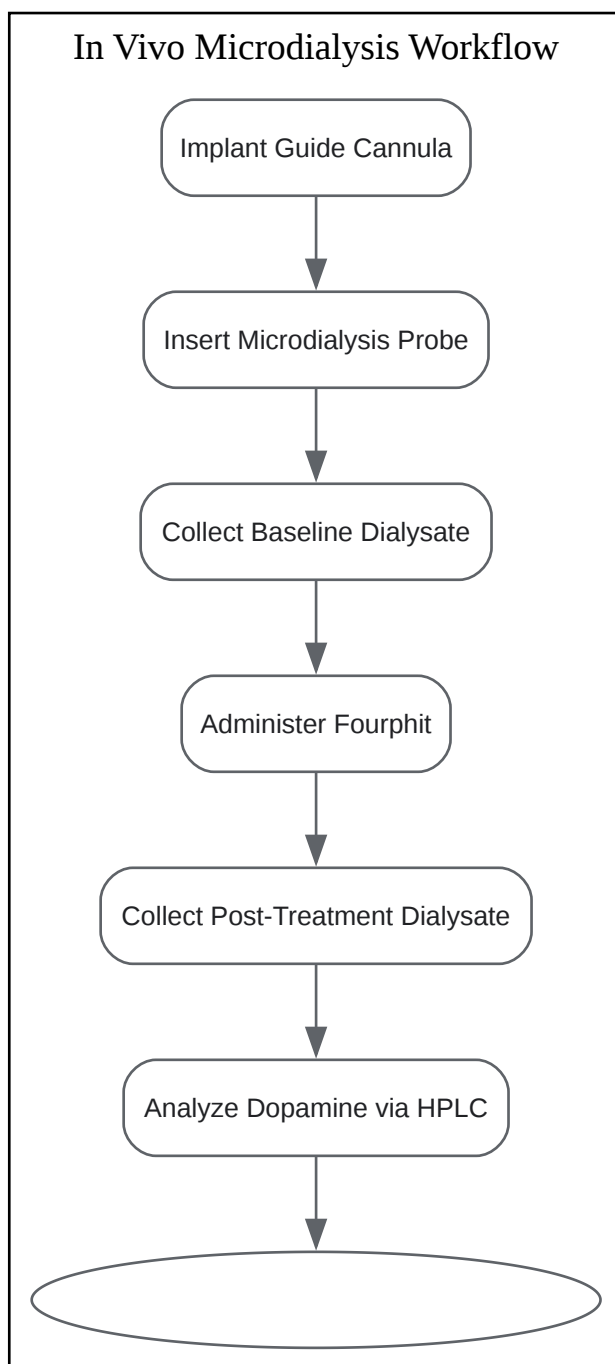 In Vivo Microdialysis Workflow
Implant Guide Cannula
Insert Microdialysis Probe
Collect Baseline Dialysate
Administer Fourphit
Collect Post-Treatment Dialysate
Analyze Dopamine via HPLC